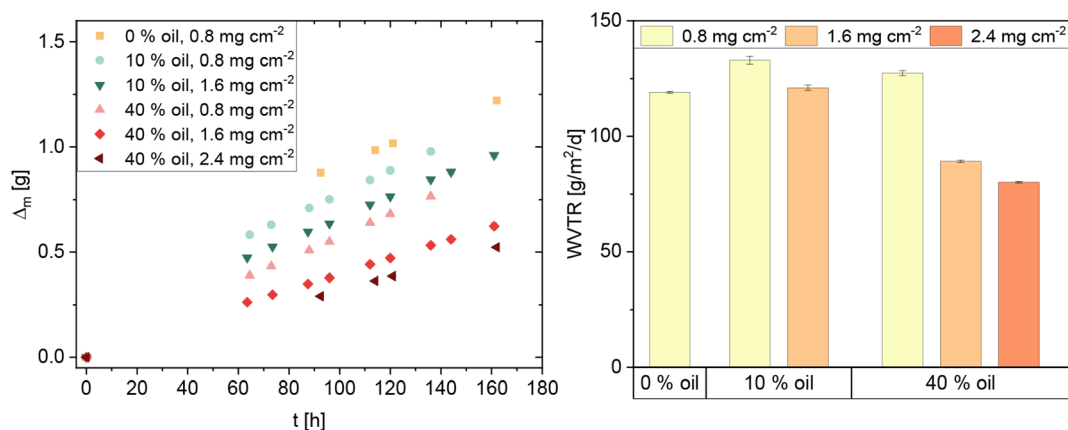 1.5
1.0
0.5
0.0
Δm [g]
0 % oil, 0.8 mg cm⁻²
10 % oil, 0.8 mg cm⁻²
10 % oil, 1.6 mg cm⁻²
40 % oil, 0.8 mg cm⁻²
40 % oil, 1.6 mg cm⁻²
40 % oil, 2.4 mg cm⁻²
0 20 40 60 80 100 120 140 160 180
t [h]
150
100
50
0
WVTR [g/m²/d]
0.8 mg cm⁻² 1.6 mg cm⁻² 2.4 mg cm⁻²
0 % oil 10 % oil 40 % oil